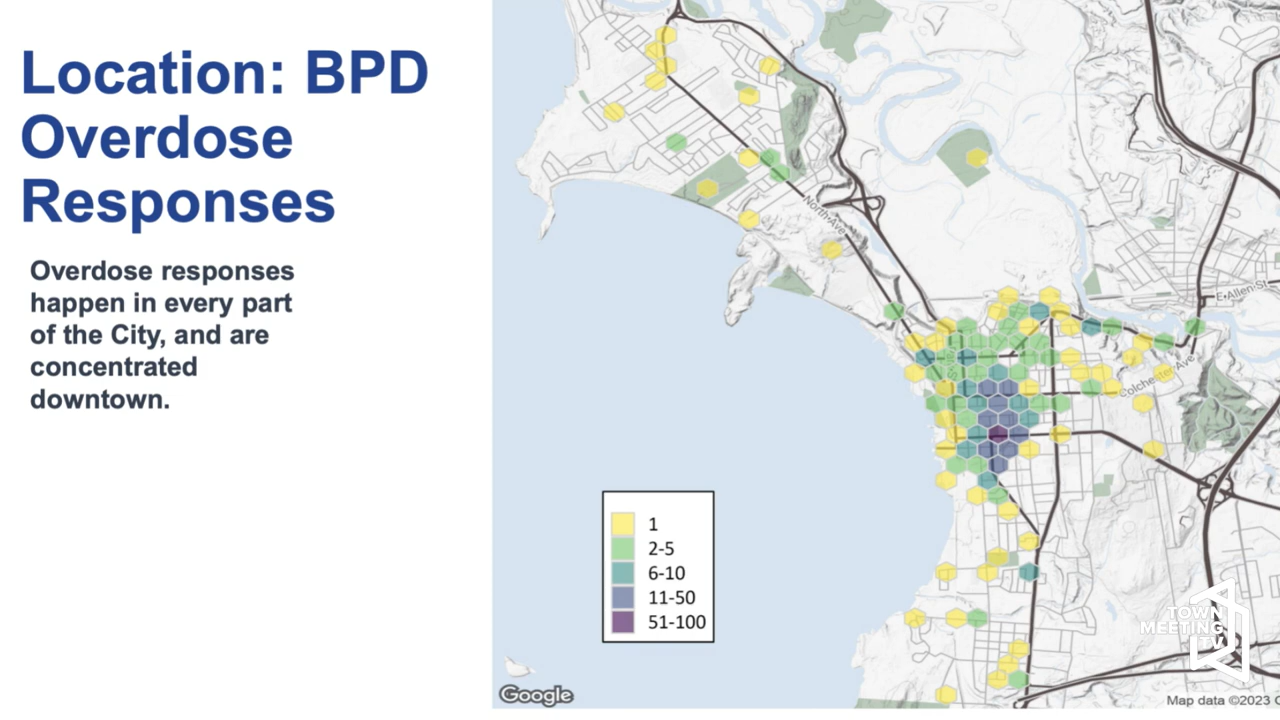 Location: BPD
Overdose
Responses
Overdose responses
happen in every part
of the City, and are
concentrated
downtown.
North Ave
E Allen St
Colchester Ave
1
2-5
6-10
11-50
51-100
TOWN
MEETING
TV
Google
Map data ©2023